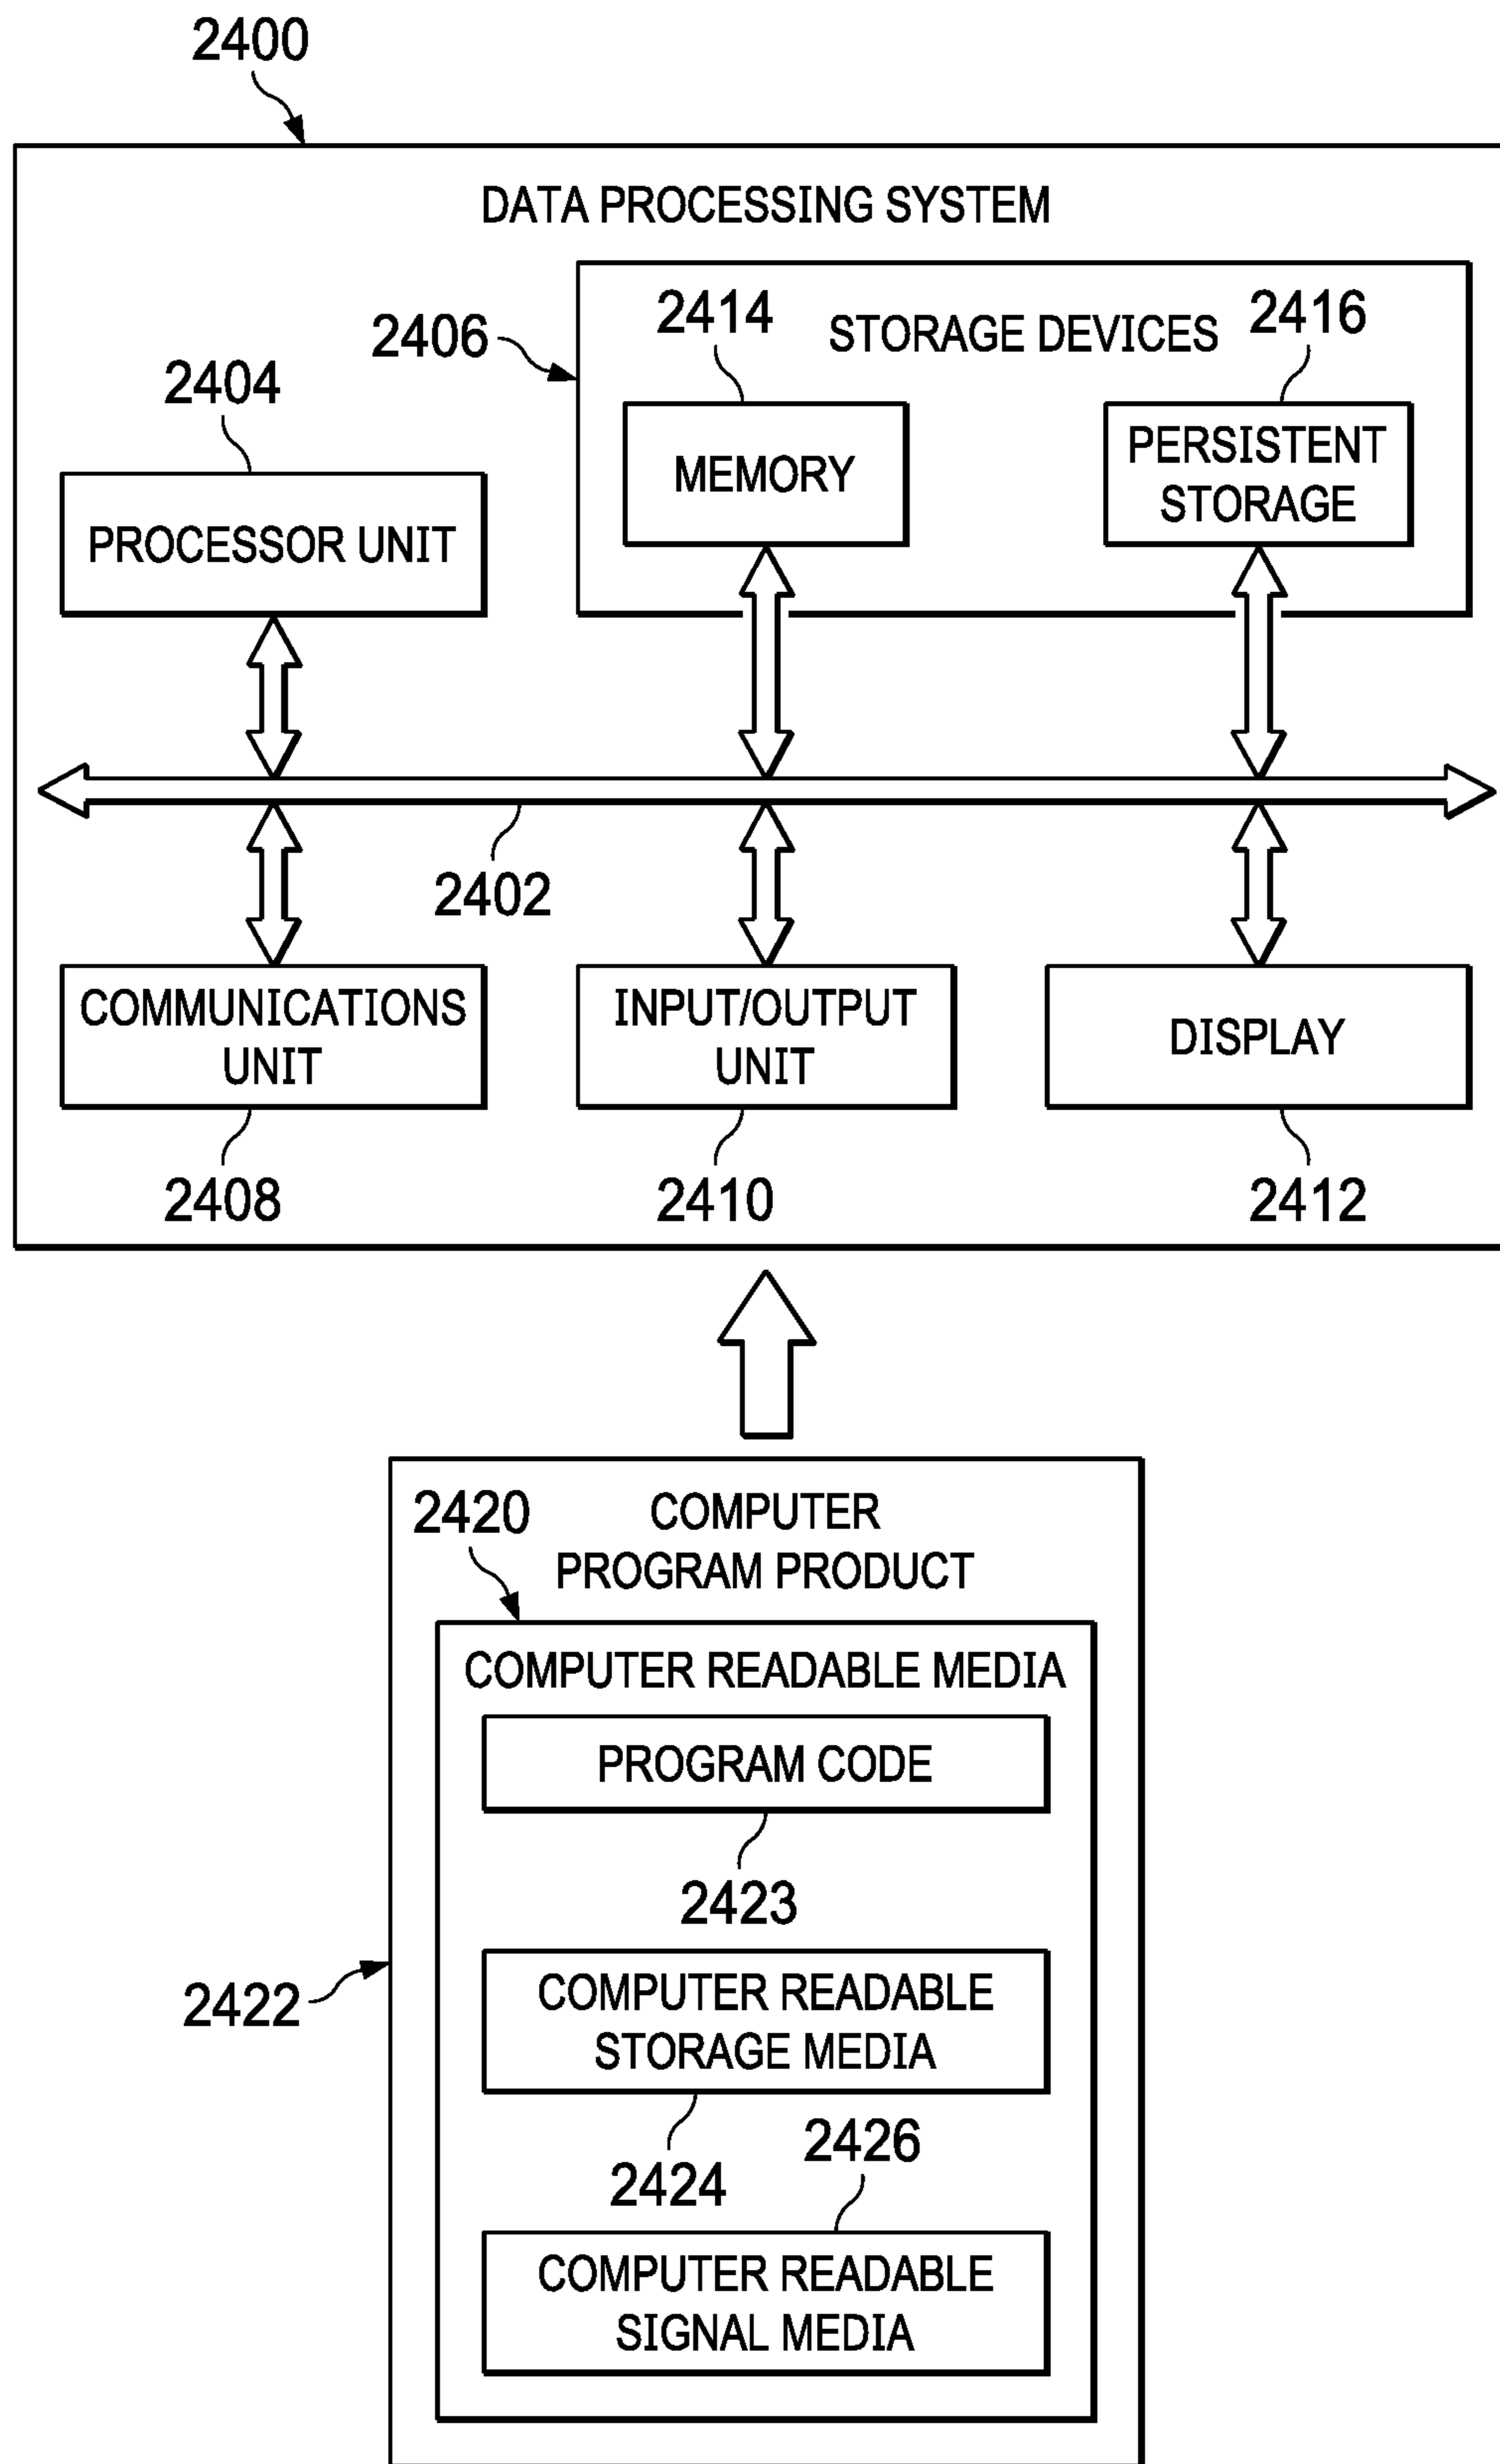 2400
DATA PROCESSING SYSTEM
2406
2414
STORAGE DEVICES
2416
2404
MEMORY
PERSISTENT
STORAGE
PROCESSOR UNIT
2402
COMMUNICATIONS
UNIT
INPUT/OUTPUT
UNIT
DISPLAY
2408
2410
2412
2420
COMPUTER
PROGRAM PRODUCT
COMPUTER READABLE MEDIA
PROGRAM CODE
2423
2422
COMPUTER READABLE
STORAGE MEDIA
2424
2426
COMPUTER READABLE
SIGNAL MEDIA